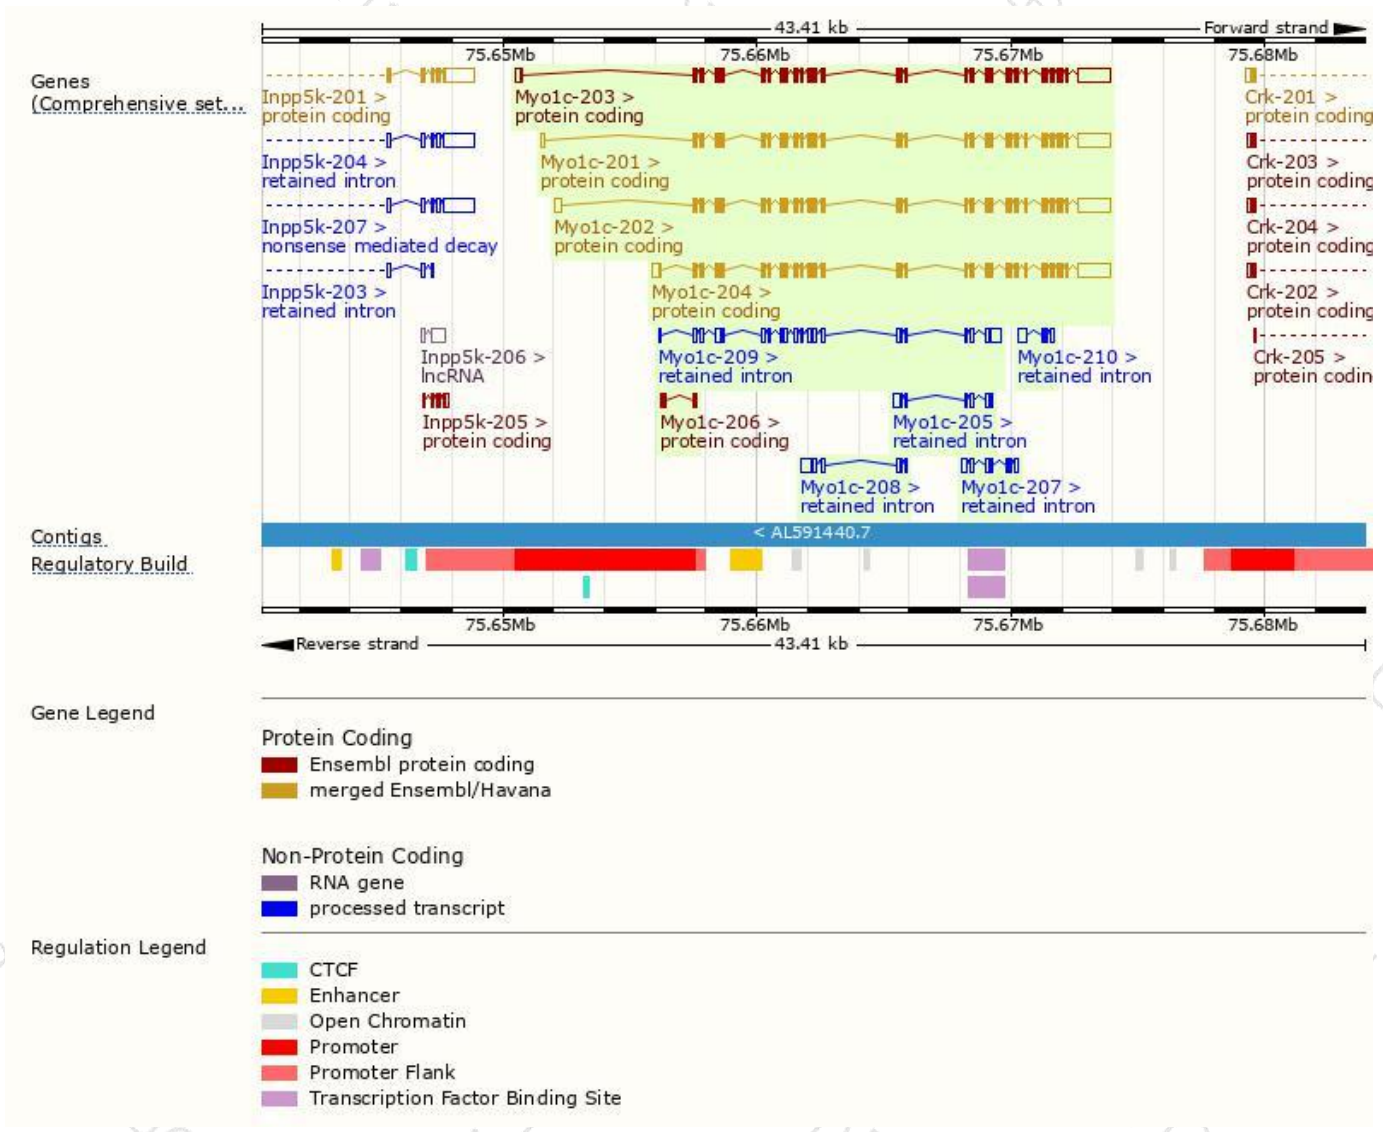 43.41 kb Forward strand
75.65Mb 75.66Mb 75.67Mb 75.68Mb
Genes
(Comprehensive set...
Inpp5k-201 > Myo1c-203 > Crk-201 >
protein coding protein coding protein coding
Inpp5k-204 > Myo1c-201 > Crk-203 >
retained intron protein coding protein coding
Inpp5k-207 > Myo1c-202 > Crk-204 >
nonsense mediated decay protein coding protein coding
Inpp5k-203 > Myo1c-204 > Crk-202 >
retained intron protein coding protein coding
Inpp5k-206 > Myo1c-209 > Myo1c-210 > Crk-205 >
lncRNA retained intron retained intron protein codin
Inpp5k-205 > Myo1c-206 > Myo1c-205 >
protein coding protein coding retained intron
Myo1c-208 > Myo1c-207 >
retained intron retained intron
Contigs < AL591440.7
Regulatory Build
75.65Mb 75.66Mb 75.67Mb 75.68Mb
Reverse strand 43.41 kb
Gene Legend
Protein Coding
Ensembl protein coding
merged Ensembl/Havana
Non-Protein Coding
RNA gene
processed transcript
Regulation Legend
CTCF
Enhancer
Open Chromatin
Promoter
Promoter Flank
Transcription Factor Binding Site